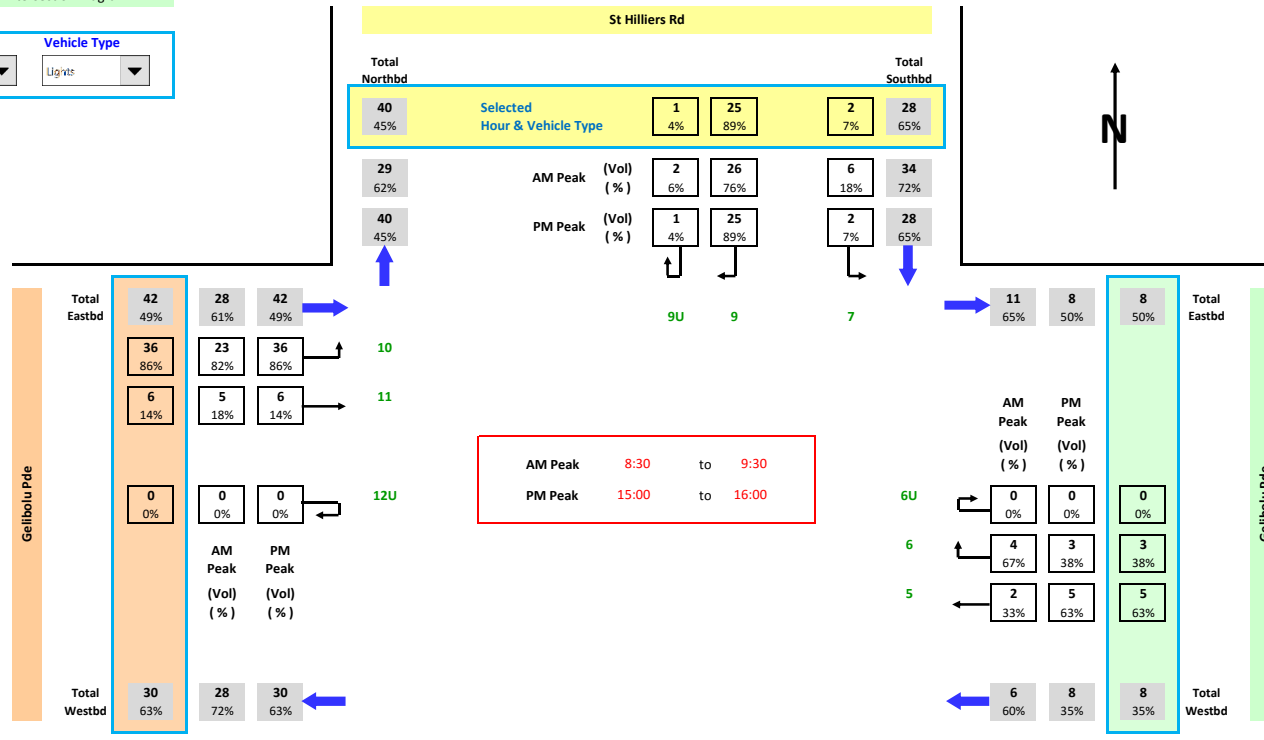 St Hilliers Rd
Vehicle Type
Lights
Total Northbd
Total Southbd
40 45%
Selected Hour & Vehicle Type
1 4%
25 89%
2 7%
28 65%
N
29 62%
AM Peak (Vol) ( % )
2 6%
26 76%
6 18%
34 72%
40 45%
PM Peak (Vol) ( % )
1 4%
25 89%
2 7%
28 65%
Total Eastbd
42 49%
28 61%
42 49%
9U 9 7
11 65%
8 50%
8 50%
Total Eastbd
36 86%
23 82%
36 86%
10
6 14%
5 18%
6 14%
11
AM Peak (Vol) ( % )
PM Peak (Vol) ( % )
Gelibolu Pde
AM Peak 8:30 to 9:30
PM Peak 15:00 to 16:00
0 0%
0 0%
0 0%
12U
6U
0 0%
0 0%
0 0%
Gelibolu Pde
AM Peak (Vol) ( % )
PM Peak (Vol) ( % )
6
4 67%
3 38%
3 38%
5
2 33%
5 63%
5 63%
Total Westbd
30 63%
28 72%
30 63%
6 60%
8 35%
8 35%
Total Westbd